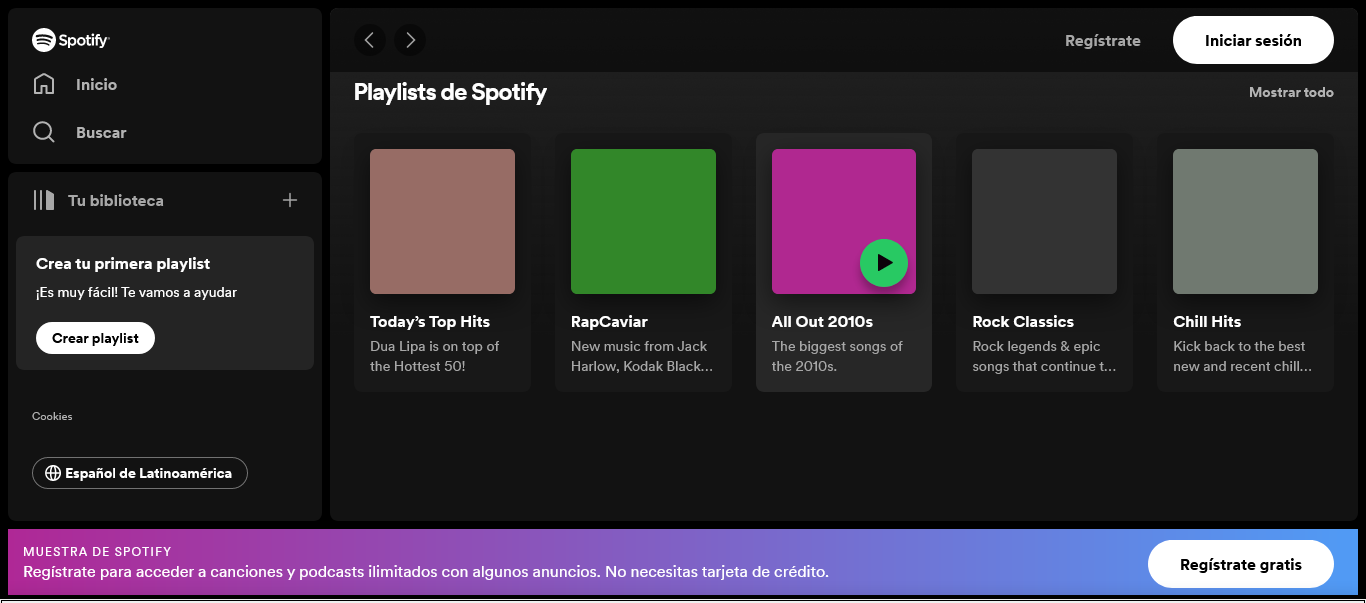 Spotify
Inicio
Buscar
Tu biblioteca
Crea tu primera playlist
¡Es muy fácil! Te vamos a ayudar
Crear playlist
Cookies
Español de Latinoamérica
Regístrate
Iniciar sesión
Playlists de Spotify
Mostrar todo
Today’s Top Hits
Dua Lipa is on top of
the Hottest 50!
RapCaviar
New music from Jack
Harlow, Kodak Black...
All Out 2010s
The biggest songs of
the 2010s.
Rock Classics
Rock legends & epic
songs that continue t...
Chill Hits
Kick back to the best
new and recent chill...
MUESTRA DE SPOTIFY
Regístrate para acceder a canciones y podcasts ilimitados con algunos anuncios. No necesitas tarjeta de crédito.
Regístrate gratis